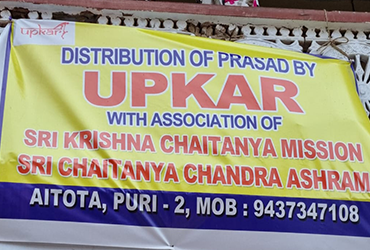 upkar
DISTRIBUTION OF PRASAD BY
UPKAR
WITH ASSOCIATION OF
SRI KRISHNA CHAITANYA MISSION
SRI CHAITANYA CHANDRA ASHRAM
AITOTA, PURI - 2, MOB : 9437347108